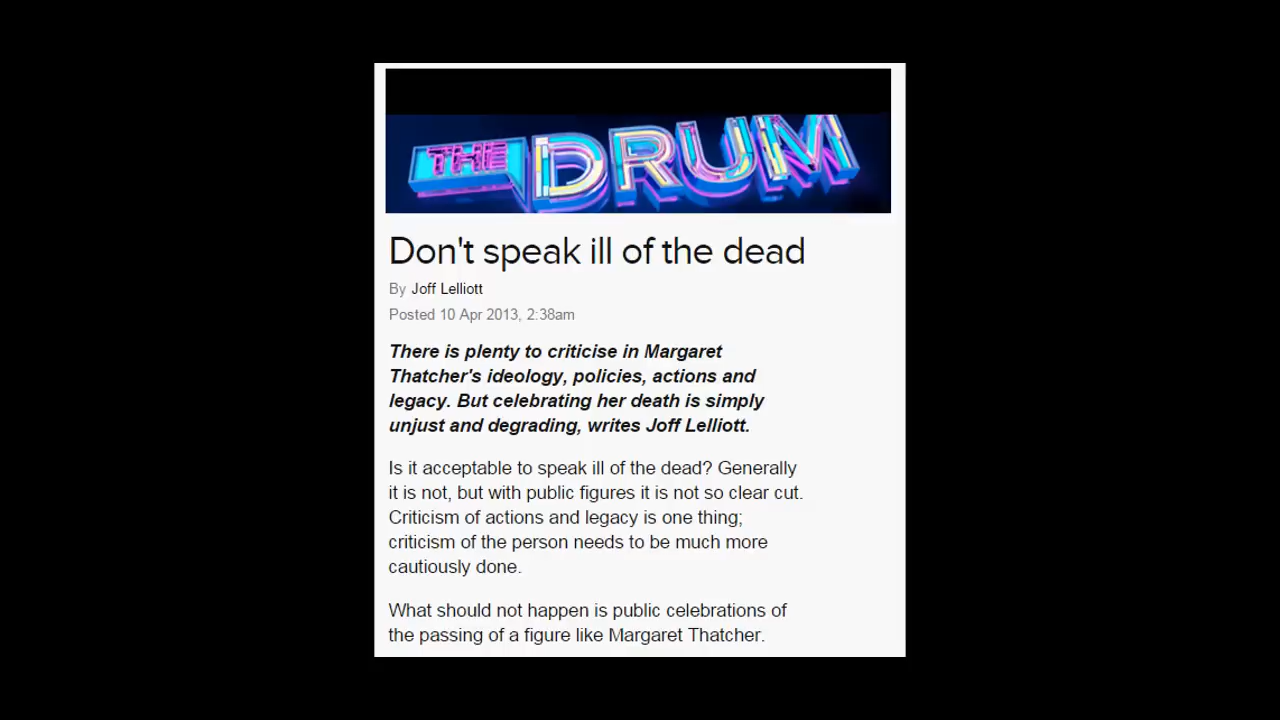 THE DRUM
Don't speak ill of the dead
By Joff Lelliott
Posted 10 Apr 2013, 2:38am
There is plenty to criticise in Margaret
Thatcher's ideology, policies, actions and
legacy. But celebrating her death is simply
unjust and degrading, writes Joff Lelliott.
Is it acceptable to speak ill of the dead? Generally
it is not, but with public figures it is not so clear cut.
Criticism of actions and legacy is one thing;
criticism of the person needs to be much more
cautiously done.
What should not happen is public celebrations of
the passing of a figure like Margaret Thatcher.